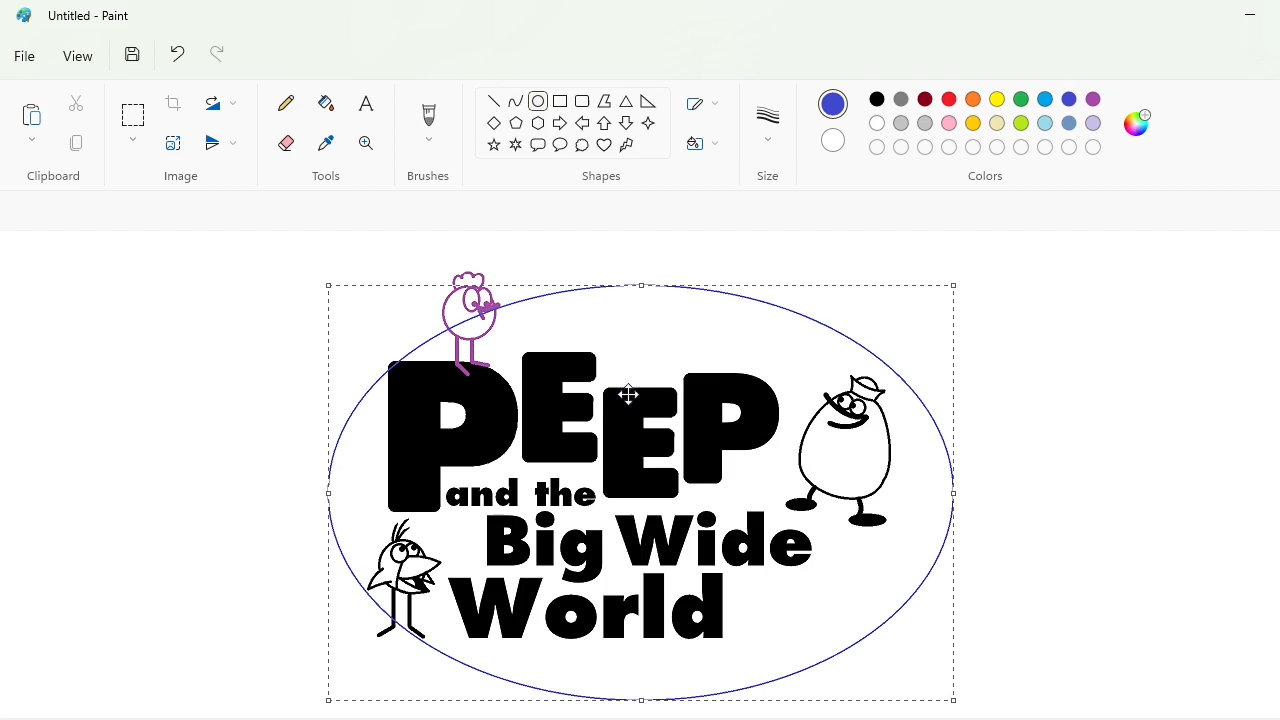 Untitled - Paint
File View
Clipboard Image Tools Brushes Shapes Size Colors
PEEP
and the
Big Wide
World